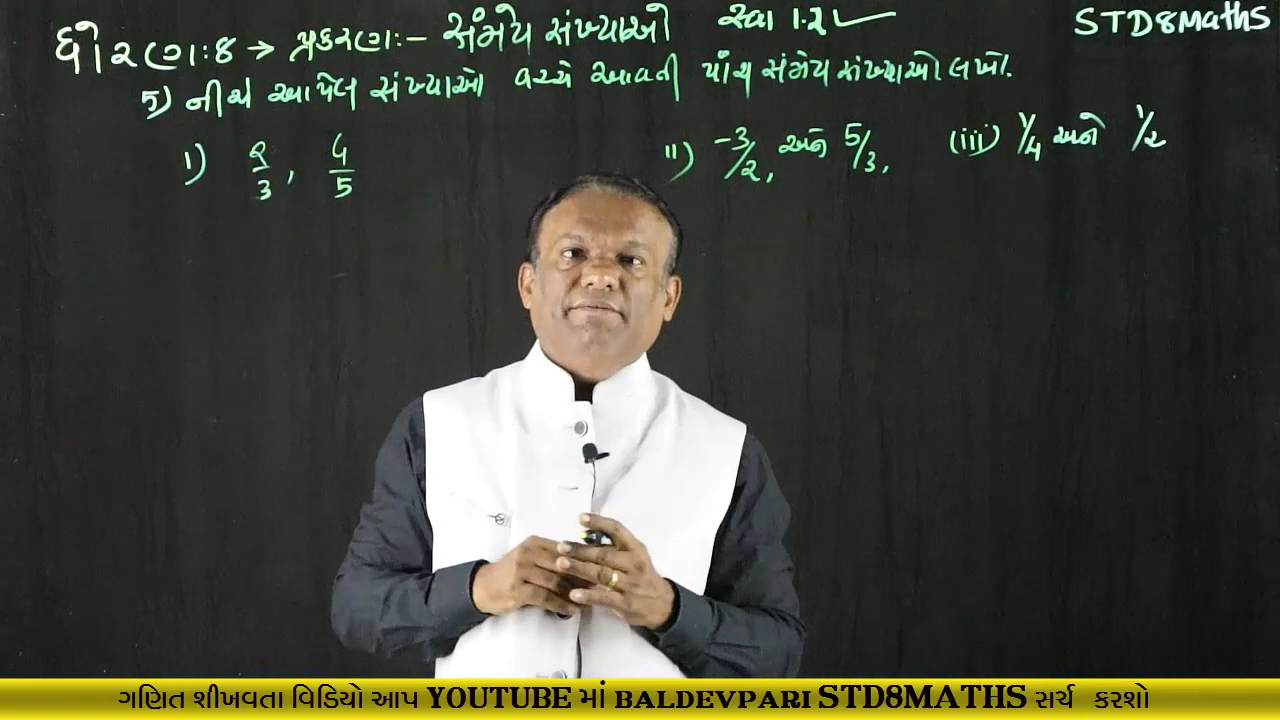 ધોરણ:8 → પ્રકરણ:- સંમેય સંખ્યાઓ સ્વા 1.2 ✓
STD8MathS
5) નીચે આપેલ સંખ્યાઓ વચ્ચે આવતી પાંચ સંમેય સંખ્યાઓ લખો.
1) 2/3, 4/5 ii) -3/2, અને 5/3, (iii) 1/4 અને 1/2
ગણિત શીખવતા વિડિયો આપ YOUTUBE માં BALDEVPARI STD8MATHS સર્ચ કરશો